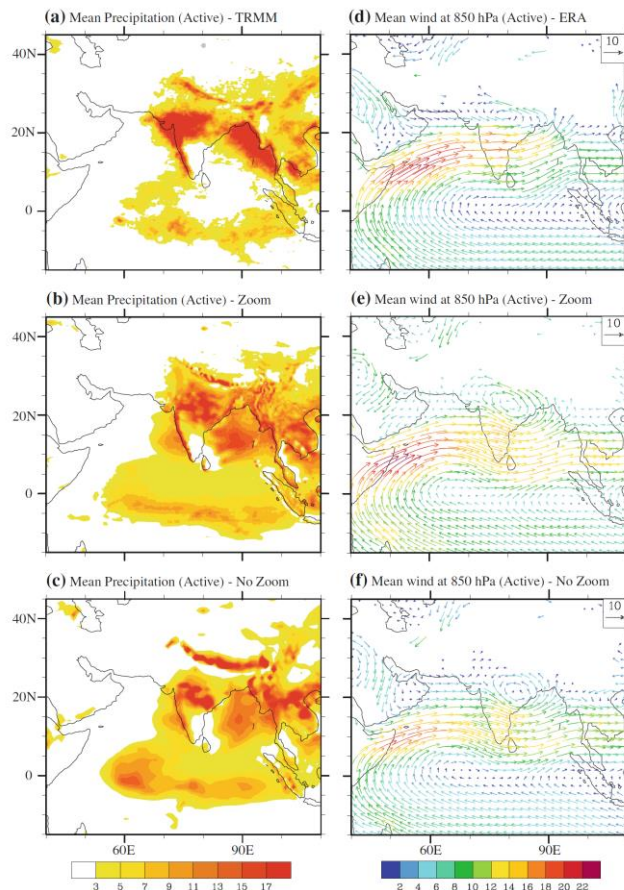 (a) Mean Precipitation (Active) - TRMM
40N
20N
0
(d) Mean wind at 850 hPa (Active) - ERA
10
(b) Mean Precipitation (Active) - Zoom
40N
20N
0
(e) Mean wind at 850 hPa (Active) - Zoom
10
(c) Mean Precipitation (Active) - No Zoom
40N
20N
0
60E 90E
(f) Mean wind at 850 hPa (Active) - No Zoom
10
60E 90E
3 5 7 9 11 13 15 17
2 4 6 8 10 12 14 16 18 20 22